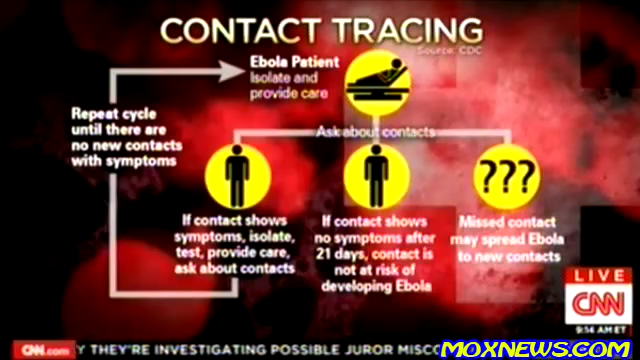 CONTACT TRACING
Source: CDC
Ebola Patient
Isolate and
provide care
Repeat cycle
until there are
no new contacts
with symptoms
Ask about contacts
???
If contact shows
symptoms, isolate,
test, provide care,
ask about contacts
If contact shows
no symptoms after
21 days, contact is
not at risk of
developing Ebola
Missed contact
may spread Ebola
to new contacts
LIVE
CNN
9:14 AM ET
CNN.com
Y THEY'RE INVESTIGATING POSSIBLE JUROR MISCO
MOXNEWS.COM